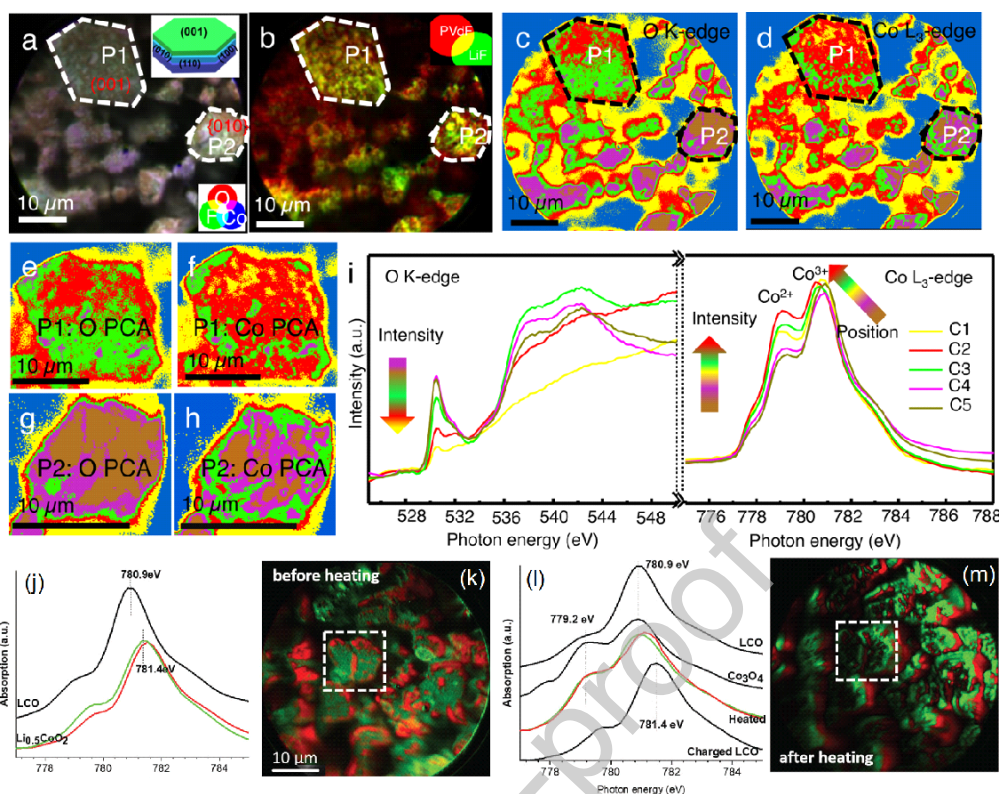 a
(001)
(010)
(110)
(100)
P1
{001}
{010}
P2
O
F
Co
10 μm
b
PVdF
LiF
P1
P2
10 μm
c
O K-edge
P1
P2
10 μm
d
Co L3-edge
P1
P2
10 μm
e
P1: O PCA
10 μm
f
P1: Co PCA
10 μm
g
P2: O PCA
10 μm
h
P2: Co PCA
10 μm
i
O K-edge
Intensity
Intensity (a.u.)
528 532 536 540 544 548
Photon energy (eV)
Co L3-edge
Co3+
Co2+
Intensity
Position
C1
C2
C3
C4
C5
776 778 780 782 784 786 788
Photon energy (eV)
(j)
780.9eV
781.4eV
LCO
Li0.5CoO2
Absorption (a.u.)
778 780 782 784
before heating
(k)
10 μm
(l)
780.9 eV
779.2 eV
LCO
Co3O4
Heated
781.4 eV
Charged LCO
Absorption (a.u.)
778 780 782 784
Photon energy (eV)
(m)
after heating
-proof